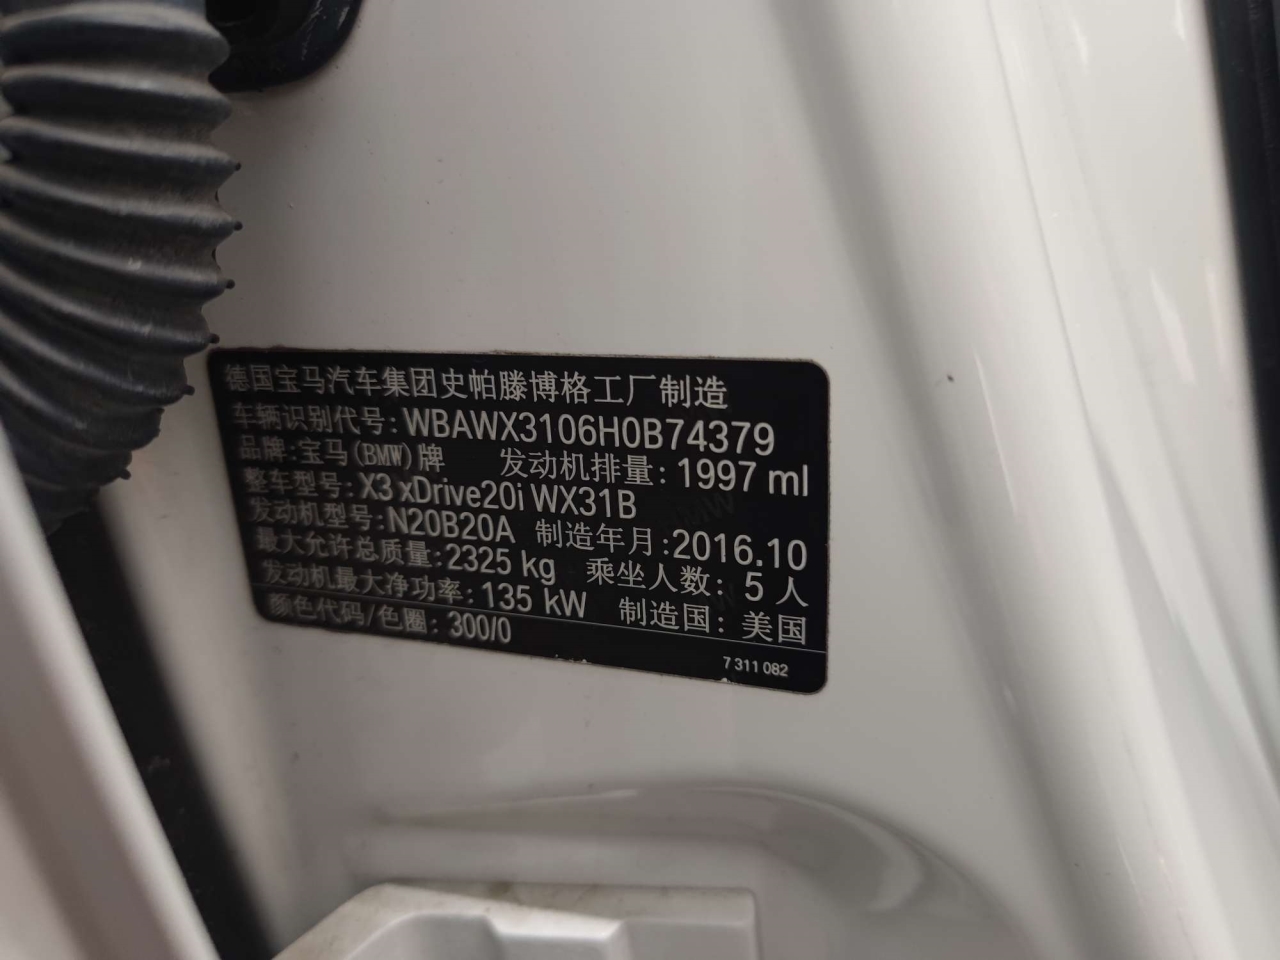 德国宝马汽车集团史帕滕博格工厂制造
车辆识别代号: WBAWX3106H0B74379
品牌: 宝马(BMW)牌 发动机排量: 1997 ml
整车型号: X3 xDrive20i WX31B
发动机型号: N20B20A 制造年月: 2016.10
最大允许总质量: 2325 kg 乘坐人数: 5 人
发动机最大净功率: 135 kW 制造国: 美国
颜色代码/色圈: 300/0
7 311 082